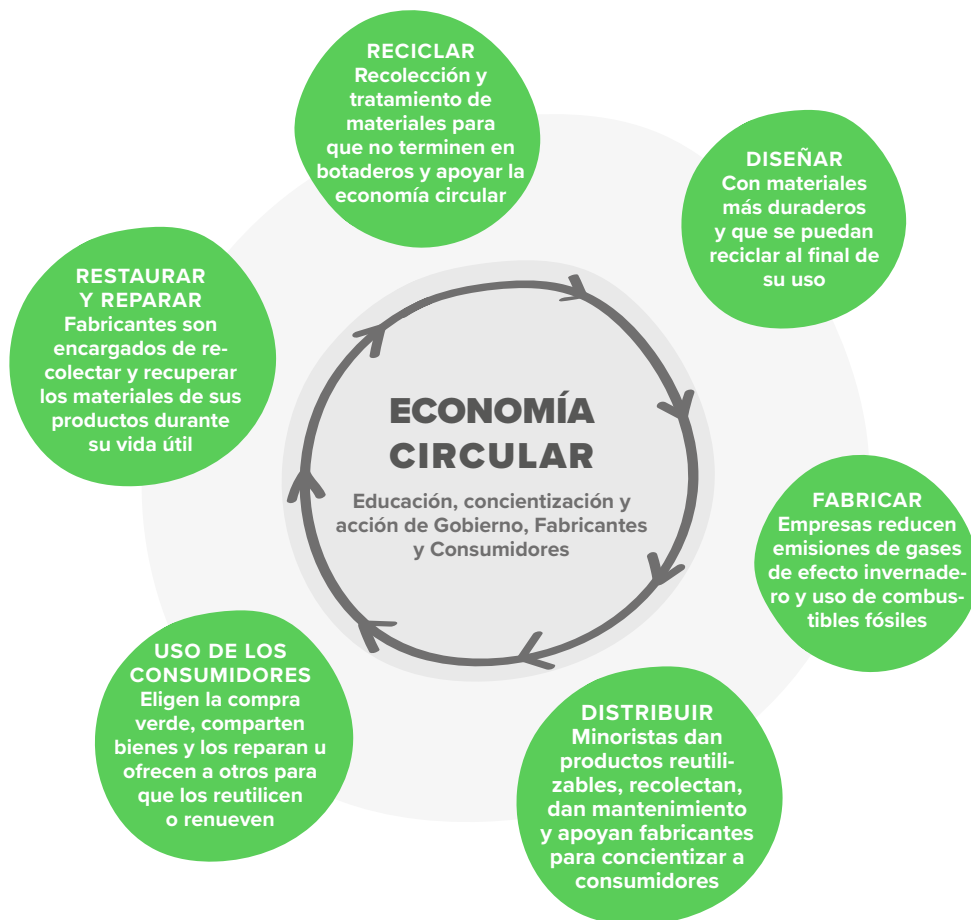 RECICLAR
Recolección y
tratamiento de
materiales para
que no terminen en
botaderos y apoyar la
economía circular
DISEÑAR
Con materiales
más duraderos
y que se puedan
reciclar al final de
su uso
RESTAURAR
Y REPARAR
Fabricantes son
encargados de re-
colectar y recuperar
los materiales de sus
productos durante
su vida útil
ECONOMÍA
CIRCULAR
Educación, concientización y
acción de Gobierno, Fabricantes
y Consumidores
FABRICAR
Empresas reducen
emisiones de gases
de efecto invernade-
ro y uso de combus-
tibles fósiles
USO DE LOS
CONSUMIDORES
Eligen la compra
verde, comparten
bienes y los reparan u
ofrecen a otros para
que los reutilicen
o renueven
DISTRIBUIR
Minoristas dan
productos reutili-
zables, recolectan,
dan mantenimiento
y apoyan fabricantes
para concientizar a
consumidores